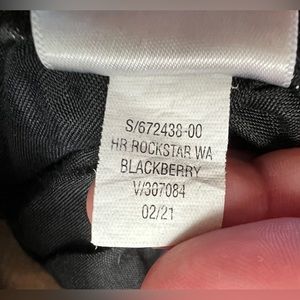 S/672438-00
HR ROCKSTAR WA
BLACKBERRY
V/307084
02/21